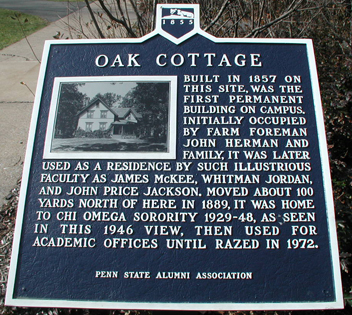 1855
OAK COTTAGE
BUILT IN 1857 ON
THIS SITE, WAS THE
FIRST PERMANENT
BUILDING ON CAMPUS.
INITIALLY OCCUPIED
BY FARM FOREMAN
JOHN HERMAN AND
FAMILY, IT WAS LATER
USED AS A RESIDENCE BY SUCH ILLUSTRIOUS
FACULTY AS JAMES McKEE, WHITMAN JORDAN,
AND JOHN PRICE JACKSON. MOVED ABOUT 100
YARDS NORTH OF HERE IN 1889, IT WAS HOME
TO CHI OMEGA SORORITY 1929-48, AS SEEN
IN THIS 1946 VIEW, THEN USED FOR
ACADEMIC OFFICES UNTIL RAZED IN 1972.
PENN STATE ALUMNI ASSOCIATION